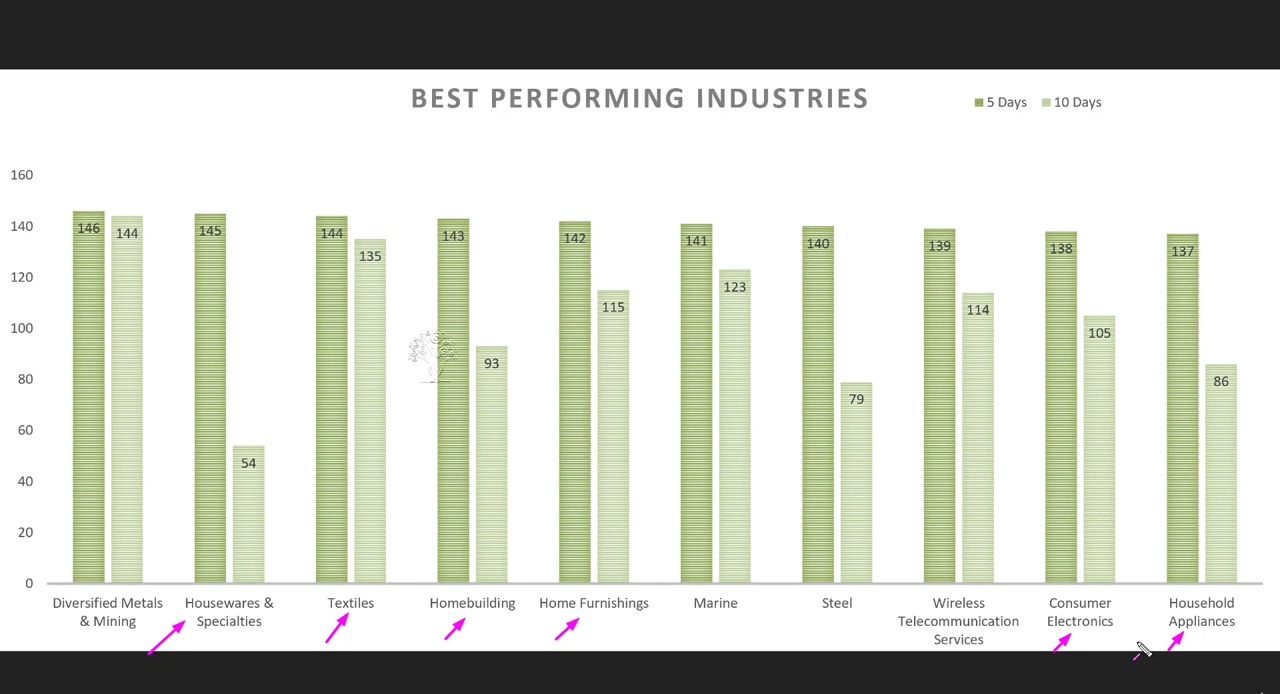 BEST PERFORMING INDUSTRIES
5 Days 10 Days
160
140
120
100
80
60
40
20
0
146 144 145 54 144 135 143 93 142 115 141 123 140 79 139 114 138 105 137 86
Diversified Metals
& Mining
Housewares &
Specialties
Textiles
Homebuilding
Home Furnishings
Marine
Steel
Wireless
Telecommunication
Services
Consumer
Electronics
Household
Appliances